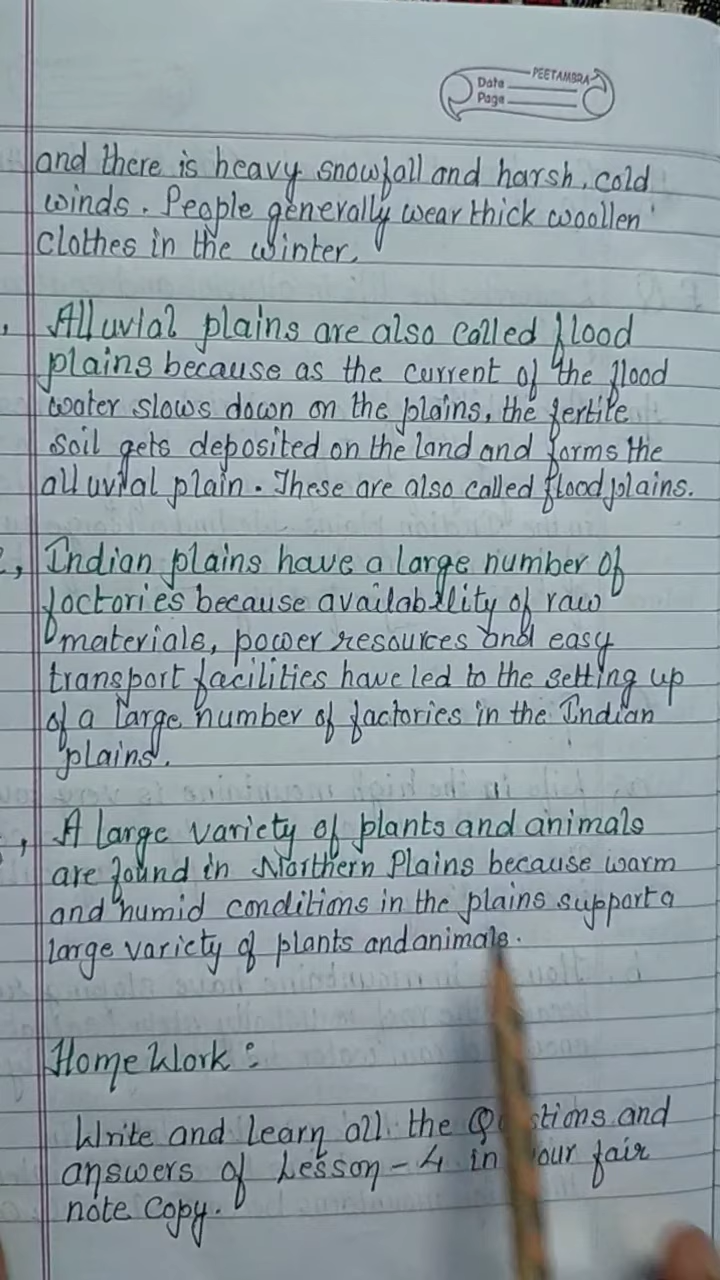 PEETAMBRA
Date
Page
and there is heavy snowfall and harsh, cold
winds. People generally wear thick woollen
clothes in the winter.
Alluvial plains are also called flood
plains because as the current of the flood
water slows down on the plains, the fertile
soil gets deposited on the land and forms the
alluvial plain. These are also called flood plains.
, Indian plains have a large number of
foctories because availability of raw
materials, power resources and easy
transport facilities have led to the setting up
of a large number of factories in the Indian
plains.
, A large variety of plants and animals
are found in Northern Plains because warm
and humid conditions in the plains support a
large variety of plants and animals.
Home Work:
Write and learn all the Questions and
answers of Lesson-4 in your fair
note copy.